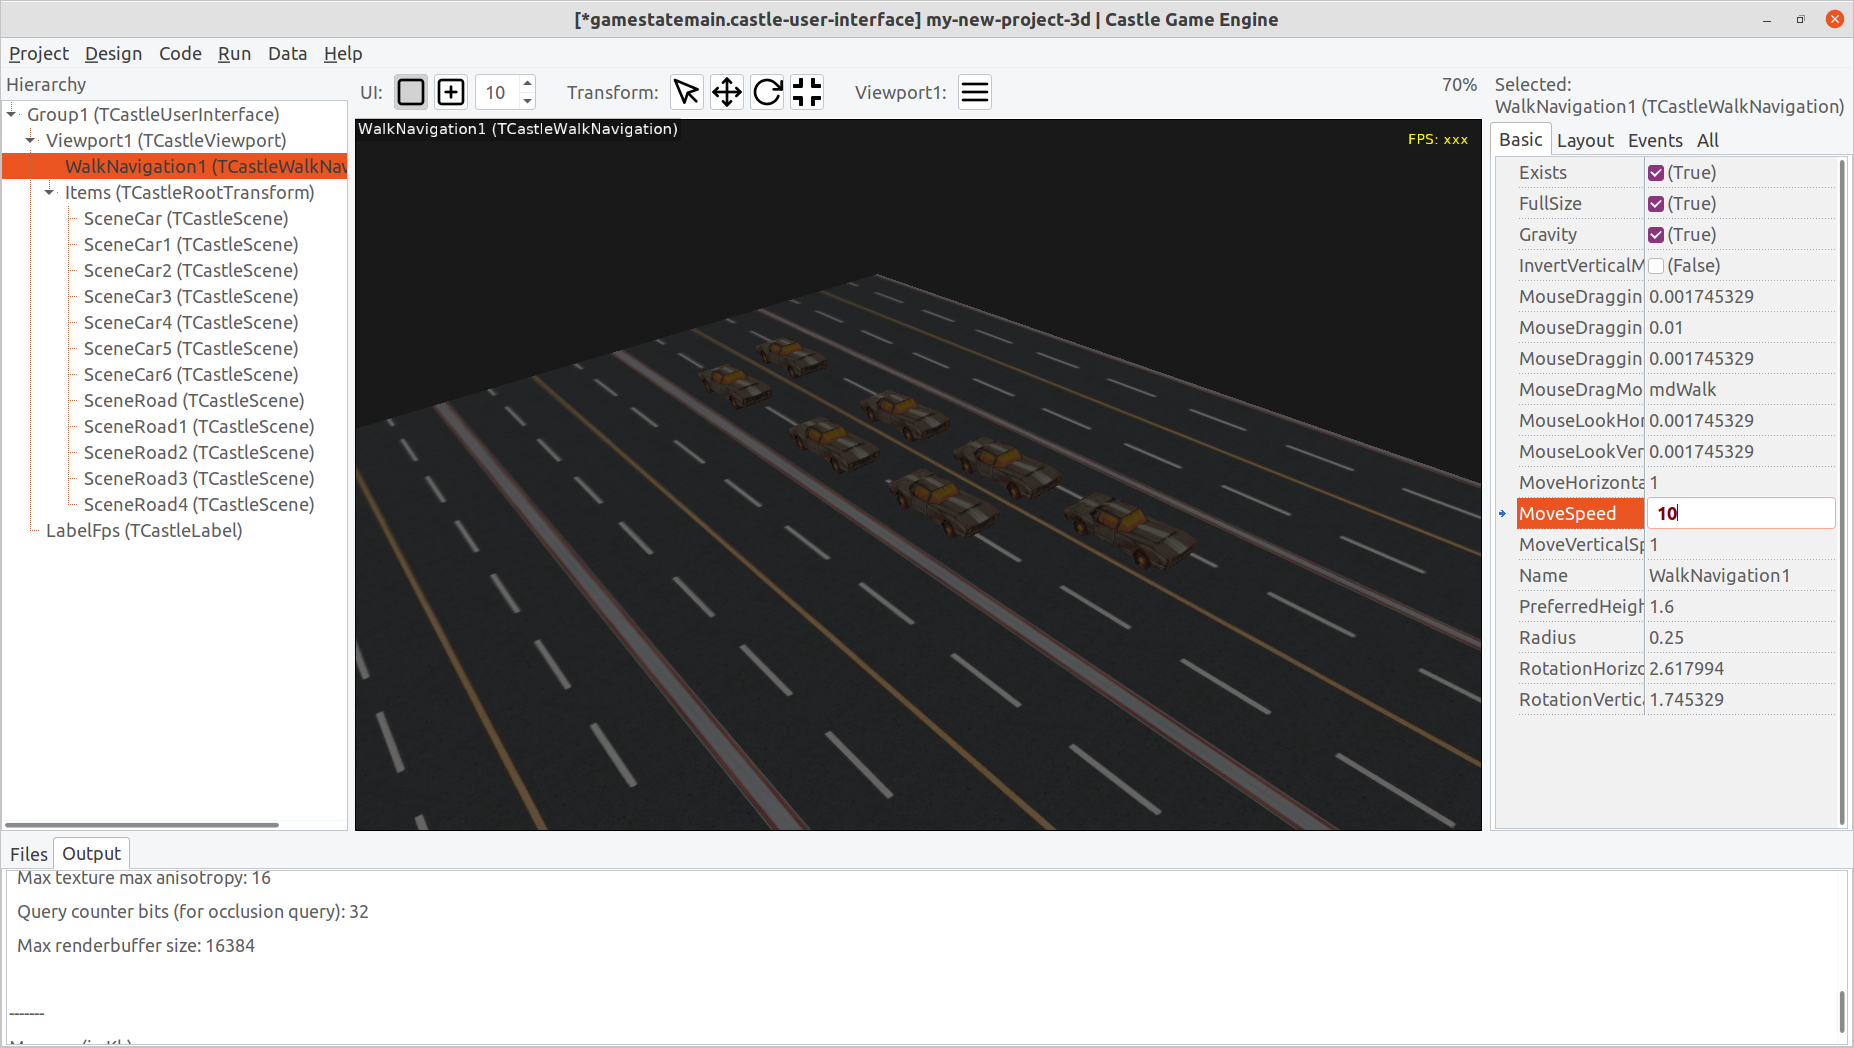 [*gamestatemain.castle-user-interface] my-new-project-3d | Castle Game Engine
Project Design Code Run Data Help
Hierarchy
UI: 10 Transform: Viewport1: 70%
Selected:
WalkNavigation1 (TCastleWalkNavigation)
Group1 (TCastleUserInterface)
Viewport1 (TCastleViewport)
WalkNavigation1 (TCastleWalkNav
Items (TCastleRootTransform)
SceneCar (TCastleScene)
SceneCar1 (TCastleScene)
SceneCar2 (TCastleScene)
SceneCar3 (TCastleScene)
SceneCar4 (TCastleScene)
SceneCar5 (TCastleScene)
SceneCar6 (TCastleScene)
SceneRoad (TCastleScene)
SceneRoad1 (TCastleScene)
SceneRoad2 (TCastleScene)
SceneRoad3 (TCastleScene)
SceneRoad4 (TCastleScene)
LabelFps (TCastleLabel)
WalkNavigation1 (TCastleWalkNavigation)
FPS: xxx
Basic Layout Events All
Exists (True)
FullSize (True)
Gravity (True)
InvertVerticalM (False)
MouseDraggin 0.001745329
MouseDraggin 0.01
MouseDraggin 0.001745329
MouseDragMo mdWalk
MouseLookHor 0.001745329
MouseLookVer 0.001745329
MoveHorizonta 1
MoveSpeed 10
MoveVerticalSp 1
Name WalkNavigation1
PreferredHeigh 1.6
Radius 0.25
RotationHorizo 2.617994
RotationVertica 1.745329
Files Output
Max texture max anisotropy: 16
Query counter bits (for occlusion query): 32
Max renderbuffer size: 16384
-------